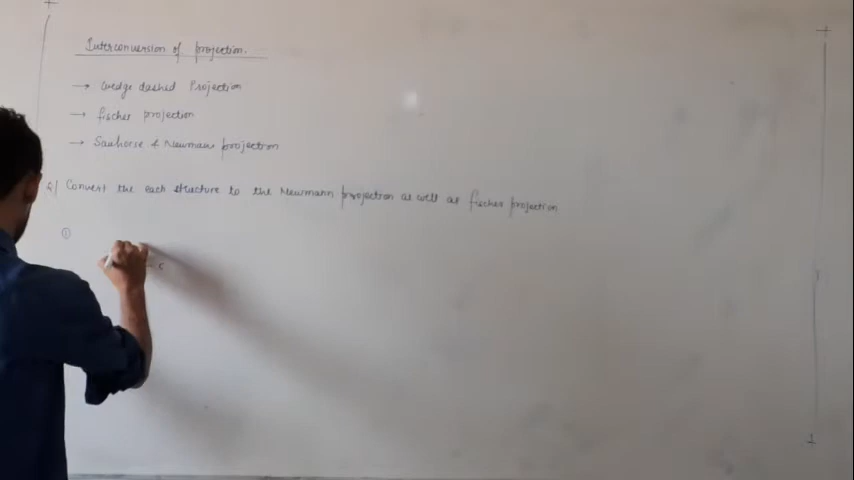 Interconversion of projection.
→ Wedge dashed Projection
→ fischer projection
→ Sawhorse & Newmann projection
Q/ Convert the each structure to the Newmann projection as well as fischer projection
①
C